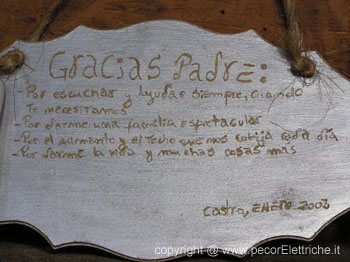 Gracias Padre:
-Por escuchar y Ayudar siempre, cuando
Te necesitamos
-Por darme una familia espectacular
-Por el alimento y el Techo que nos cobija cada día
-Por darme la vida y muchas cosas mas
Castro, ENERO 2003
copyright @ www.pecorElettriche.it